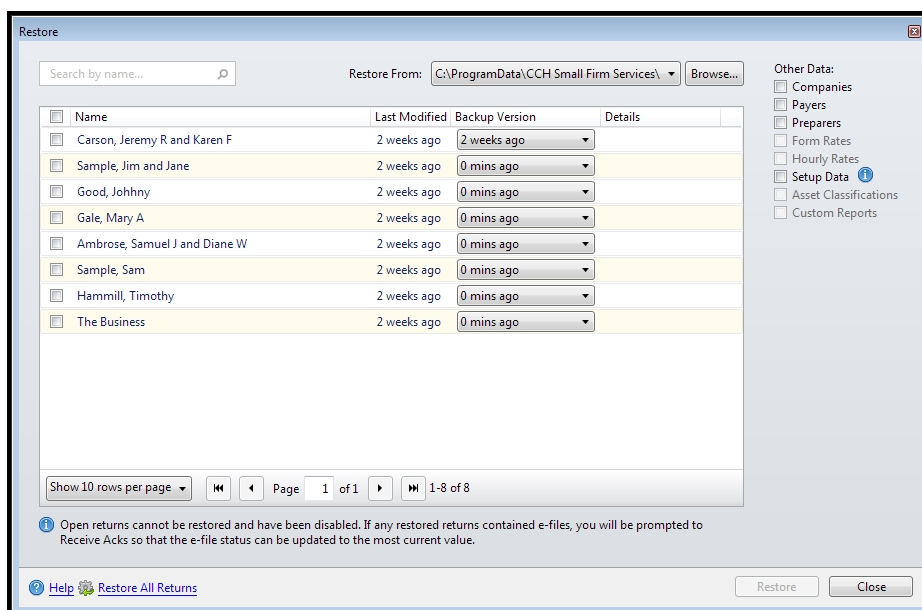 Restore
Search by name...
Restore From: C:\ProgramData\CCH Small Firm Services\ Browse...
Name Last Modified Backup Version Details
Carson, Jeremy R and Karen F 2 weeks ago 2 weeks ago
Sample, Jim and Jane 2 weeks ago 0 mins ago
Good, Johhny 2 weeks ago 0 mins ago
Gale, Mary A 2 weeks ago 0 mins ago
Ambrose, Samuel J and Diane W 2 weeks ago 0 mins ago
Sample, Sam 2 weeks ago 0 mins ago
Hammill, Timothy 2 weeks ago 0 mins ago
The Business 2 weeks ago 0 mins ago
Show 10 rows per page Page 1 of 1 1-8 of 8
Open returns cannot be restored and have been disabled. If any restored returns contained e-files, you will be prompted to
Receive Acks so that the e-file status can be updated to the most current value.
Other Data:
Companies
Payers
Preparers
Form Rates
Hourly Rates
Setup Data
Asset Classifications
Custom Reports
Help Restore All Returns
Restore Close